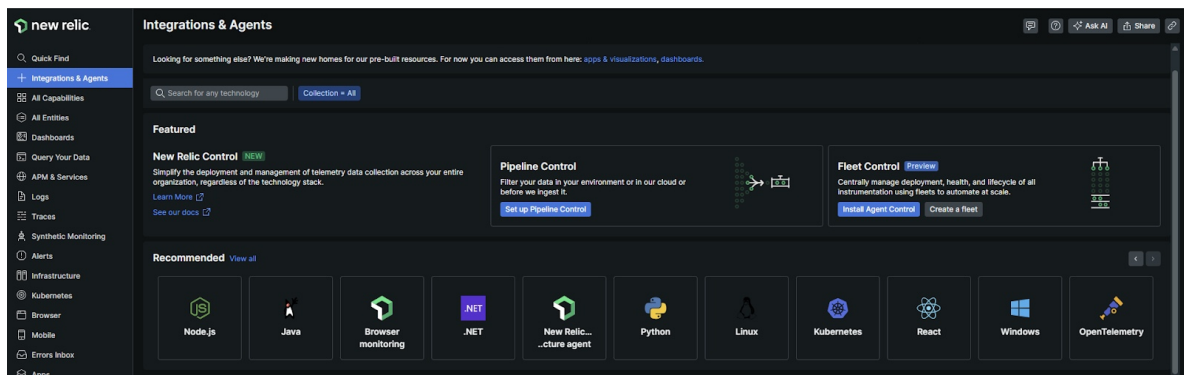 new relic
Quick Find
Integrations & Agents
All Capabilities
All Entities
Dashboards
Query Your Data
APM & Services
Logs
Traces
Synthetic Monitoring
Alerts
Infrastructure
Kubernetes
Browser
Mobile
Errors Inbox
Apps
Integrations & Agents
Ask AI
Share
Looking for something else? We're making new homes for our pre-built resources. For now you can access them from here: apps & visualizations, dashboards.
Search for any technology
Collection = All
Featured
New Relic Control NEW
Simplify the deployment and management of telemetry data collection across your entire
organization, regardless of the technology stack.
Learn More
See our docs
Pipeline Control
Filter your data in your environment or in our cloud or
before we ingest it.
Set up Pipeline Control
Fleet Control Preview
Centrally manage deployment, health, and lifecycle of all
instrumentation using fleets to automate at scale.
Install Agent Control
Create a fleet
Recommended View all
JS
Node.js
Java
Browser
monitoring
.NET
.NET
New Relic...
..cture agent
Python
Linux
Kubernetes
React
Windows
OpenTelemetry